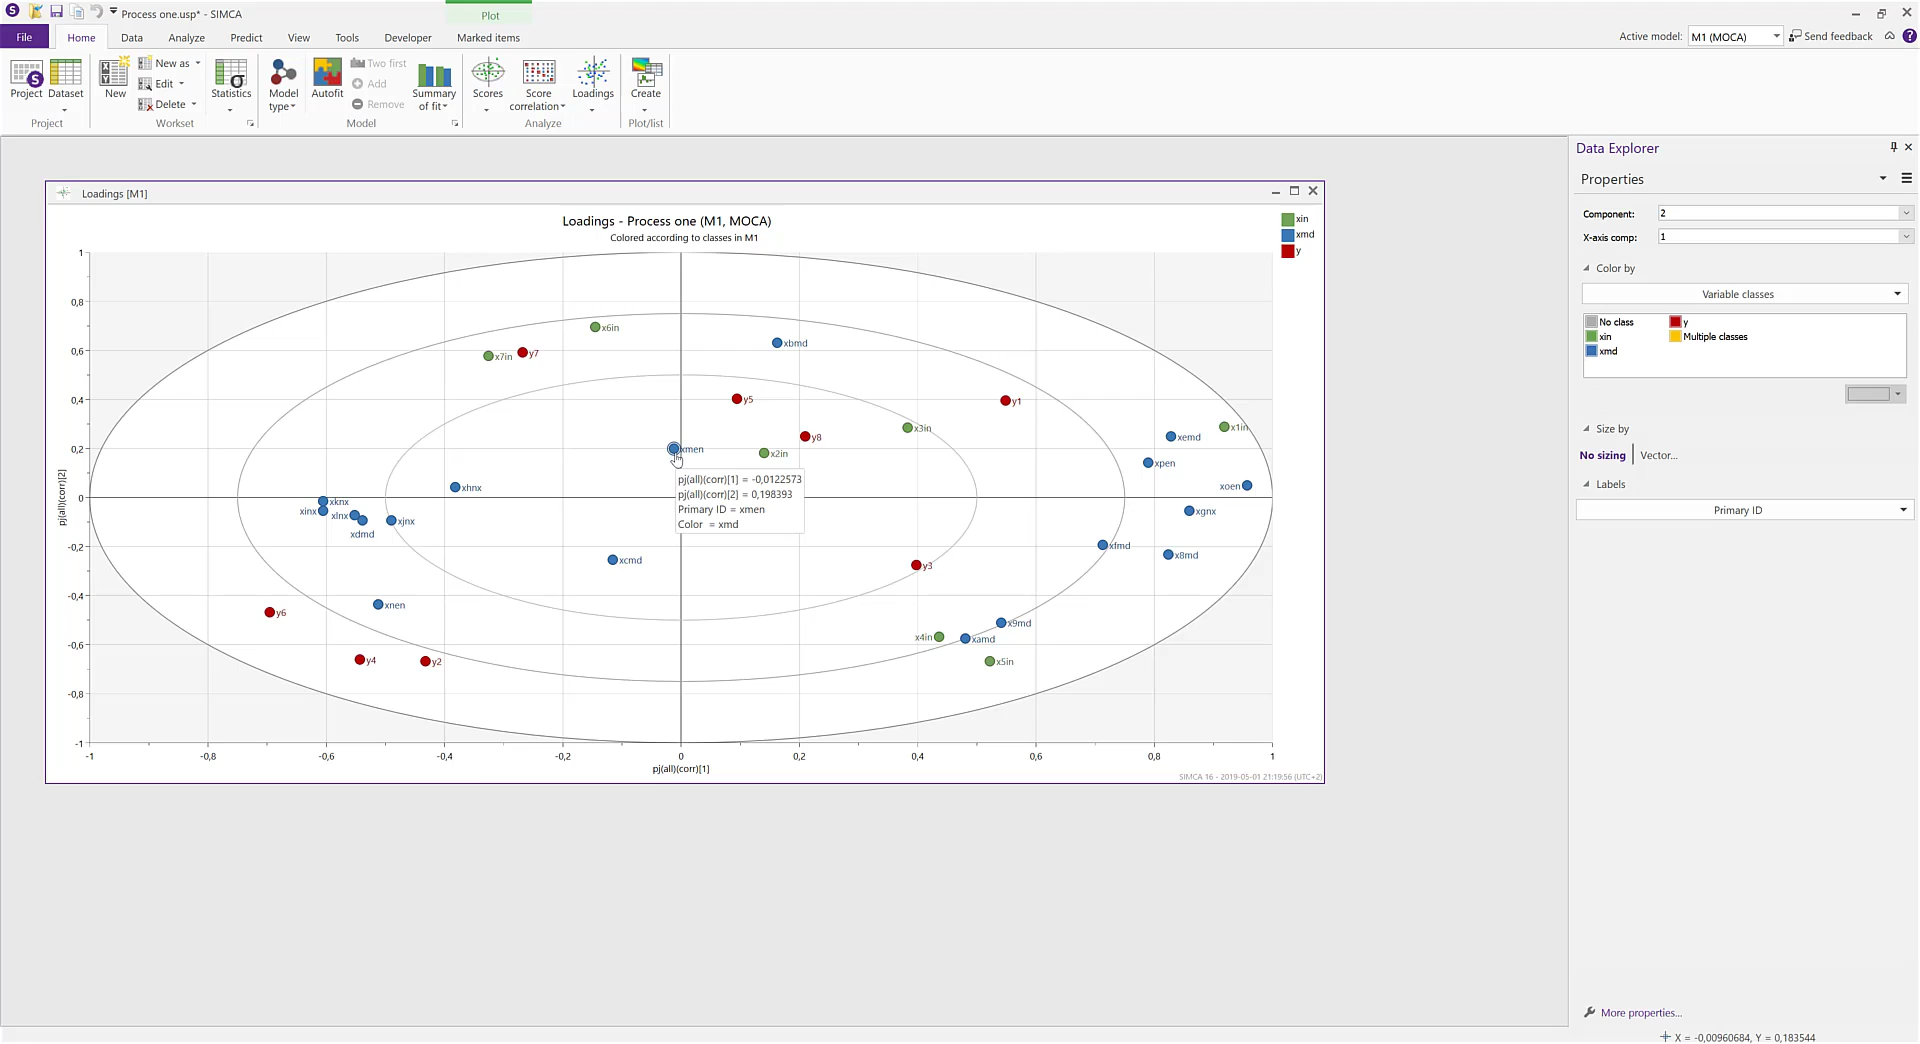 Process one.usp* - SIMCA
Plot
File
Home
Data
Analyze
Predict
View
Tools
Developer
Marked items
Active model:
M1 (MOCA)
Send feedback
Project
Dataset
New
New as
Edit
Delete
Statistics
Model type
Autofit
Two first
Add
Remove
Summary of fit
Scores
Score correlation
Loadings
Create
Project
Workset
Model
Analyze
Plot/list
Loadings [M1]
Loadings - Process one (M1, MOCA)
Colored according to classes in M1
xin
xmd
y
1
0,8
0,6
0,4
0,2
0
-0,2
-0,4
-0,6
-0,8
-1
pj(all)(corr)[2]
x6in
x7in
y7
xbmd
y5
y1
x3in
x1in
y8
xemd
xmen
x2in
xpen
xhnx
xoen
xknx
xinx
xlnx
xjnx
xgnx
xdmd
xfmd
x8md
xcmd
y3
xnen
y6
x9md
x4in
xamd
y4
y2
x5in
pj(all)(corr)[1] = -0,0122573
pj(all)(corr)[2] = 0,198393
Primary ID = xmen
Color = xmd
-1
-0,8
-0,6
-0,4
-0,2
0
0,2
0,4
0,6
0,8
1
pj(all)(corr)[1]
SIMCA 16 - 2019-05-01 21:19:56 (UTC+2)
Data Explorer
Properties
Component:
2
X-axis comp:
1
Color by
Variable classes
No class
y
xin
Multiple classes
xmd
Size by
No sizing
Vector...
Labels
Primary ID
More properties...
X = -0,00960684, Y = 0,183544